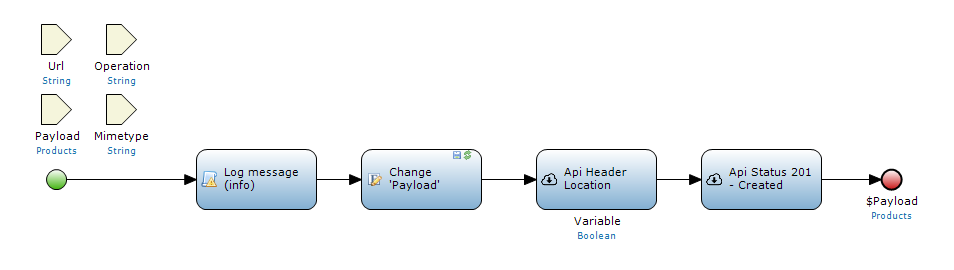 Url
String
Operation
String
Payload
Products
Mimetype
String
Log message
(info)
Change
'Payload'
Api Header
Location
Variable
Boolean
Api Status 201
- Created
$Payload
Products